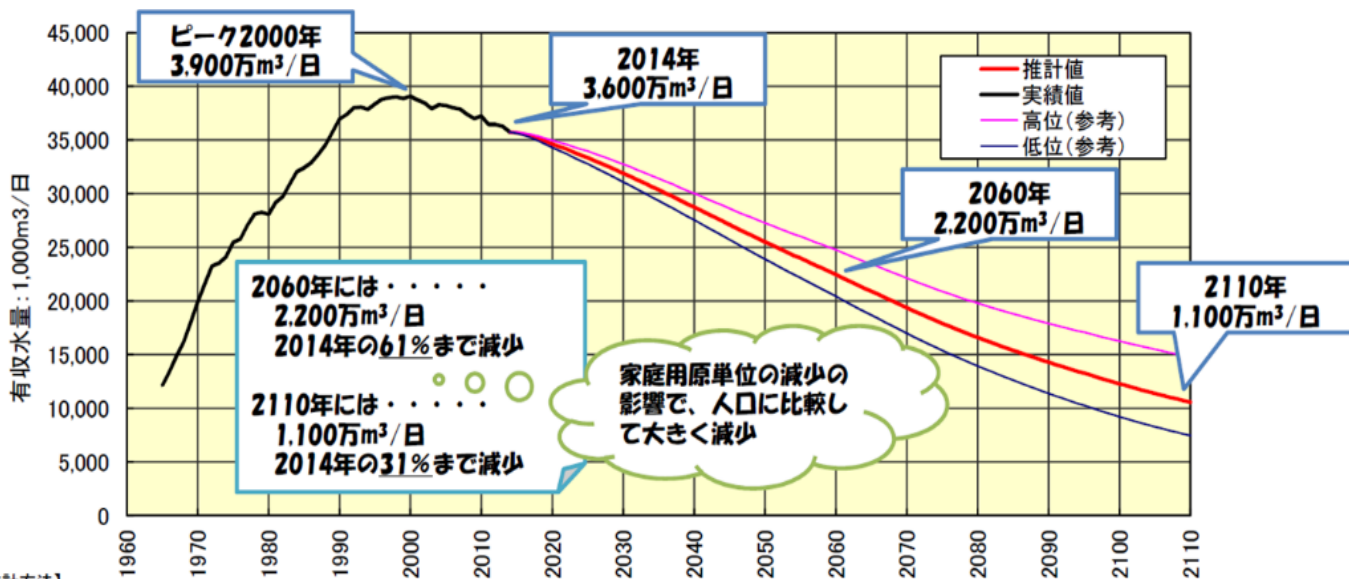 ピーク2000年
3,900万m³/日
2014年
3,600万m³/日
推計値
実績値
高位(参考)
低位(参考)
2060年
2,200万m³/日
2110年
1,100万m³/日
2060年には・・・・・
2,200万m³/日
2014年の61%まで減少
2110年には・・・・・
1,100万m³/日
2014年の31%まで減少
家庭用原単位の減少の
影響で、人口に比較し
て大きく減少
有収水量:1,000m3/日
45,000
40,000
35,000
30,000
25,000
20,000
15,000
10,000
5,000
0
1960
1970
1980
1990
2000
2010
2020
2030
2040
2050
2060
2070
2080
2090
2100
2110